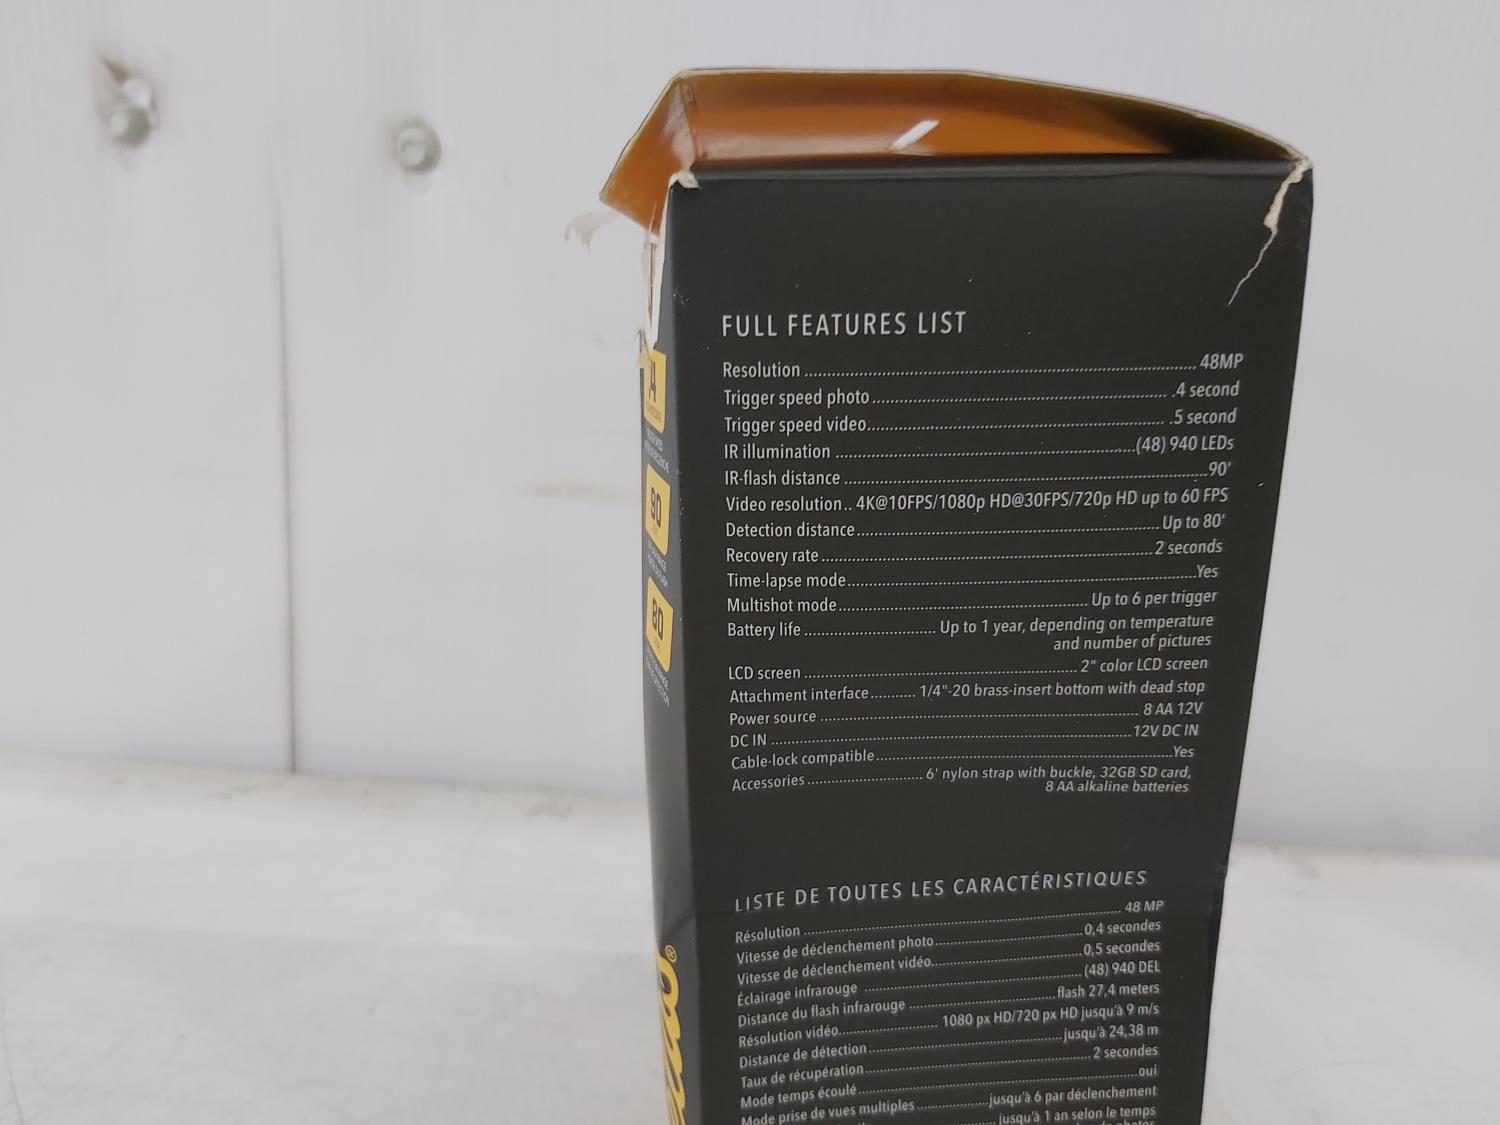 FULL FEATURES LIST
Resolution ........ 48MP
Trigger speed photo ........ .4 second
Trigger speed video ........ .5 second
IR illumination ........ (48) 940 LEDs
IR-flash distance ........ 90'
Video resolution .. 4K@10FPS/1080p HD@30FPS/720p HD up to 60 FPS
Detection distance ........ Up to 80'
Recovery rate ........ 2 seconds
Time-lapse mode ........ Yes
Multishot mode ........ Up to 6 per trigger
Battery life ........ Up to 1 year, depending on temperature
and number of pictures
LCD screen ........ 2" color LCD screen
Attachment interface ........ 1/4"-20 brass-insert bottom with dead stop
Power source ........ 8 AA 12V
DC IN ........ 12V DC IN
Cable-lock compatible ........ Yes
Accessories ........ 6' nylon strap with buckle, 32GB SD card,
8 AA alkaline batteries
LISTE DE TOUTES LES CARACTÉRISTIQUES
Résolution ........ 48 MP
Vitesse de déclenchement photo ........ 0,4 secondes
Vitesse de déclenchement vidéo ........ 0,5 secondes
Éclairage infrarouge ........ (48) 940 DEL
Distance du flash infrarouge ........ flash 27,4 meters
Résolution vidéo ........ 1080 px HD/720 px HD jusqu'à 9 m/s
Distance de détection ........ jusqu'à 24,38 m
Taux de récupération ........ 2 secondes
Mode temps écoulé ........ oui
Mode prise de vues multiples ........ jusqu'à 6 par déclenchement
jusqu'à 1 an selon le temps
90
80